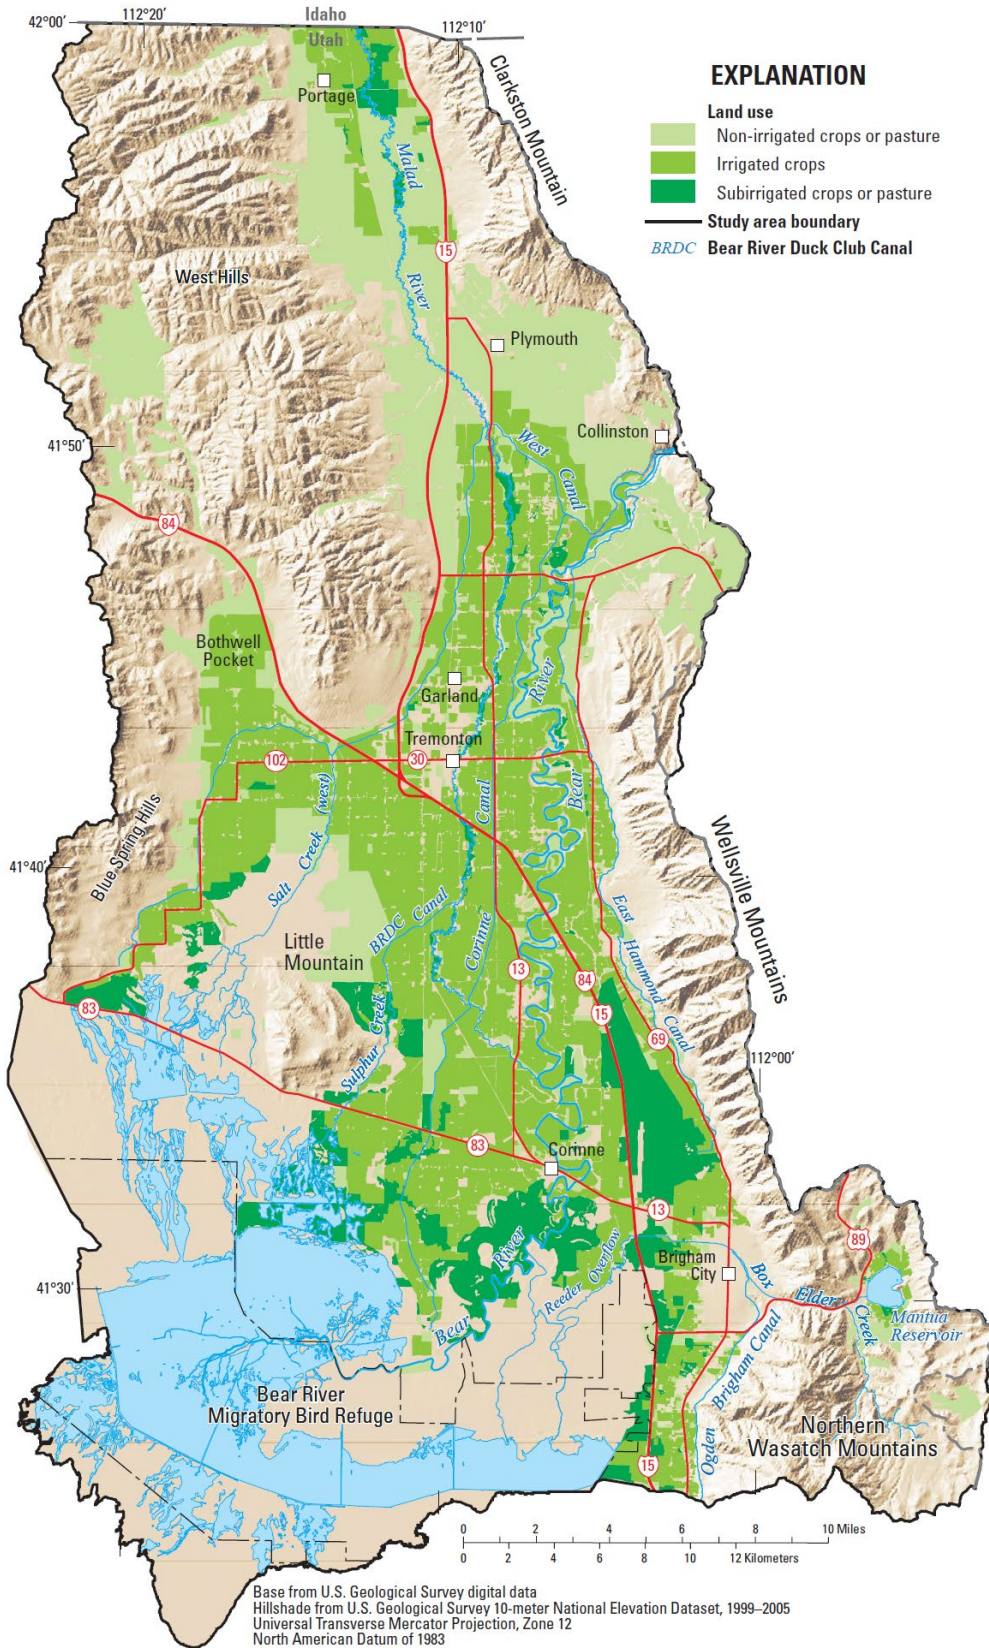 112°20'
Idaho
112°10'
42°00'
Utah
Portage
Clarkston Mountain
EXPLANATION
Land use
Non-irrigated crops or pasture
Irrigated crops
Subirrigated crops or pasture
Study area boundary
BRDC Bear River Duck Club Canal
Malad
River
15
West Hills
Plymouth
Collinston
West
Canal
41°50'
84
Bothwell
Pocket
River
Garland
Tremonton
102
30
Bear
Canal
(west)
Creek
Salt
Blue Spring Hills
41°40'
Wellsville Mountains
East
Hammond
Canal
BRDC Canal
Corinne
Little
Mountain
13
84
15
83
Creek
Sulphur
69
112°00'
83
Corinne
13
89
River
Reeder Overflow
Brigham
City
Box
Elder
Creek
Mantua
Reservoir
41°30'
Bear
Brigham Canal
Ogden
Bear River
Migratory Bird Refuge
Northern
Wasatch Mountains
15
0 2 4 6 8 10 Miles
0 2 4 6 8 10 12 Kilometers
Base from U.S. Geological Survey digital data
Hillshade from U.S. Geological Survey 10-meter National Elevation Dataset, 1999–2005
Universal Transverse Mercator Projection, Zone 12
North American Datum of 1983